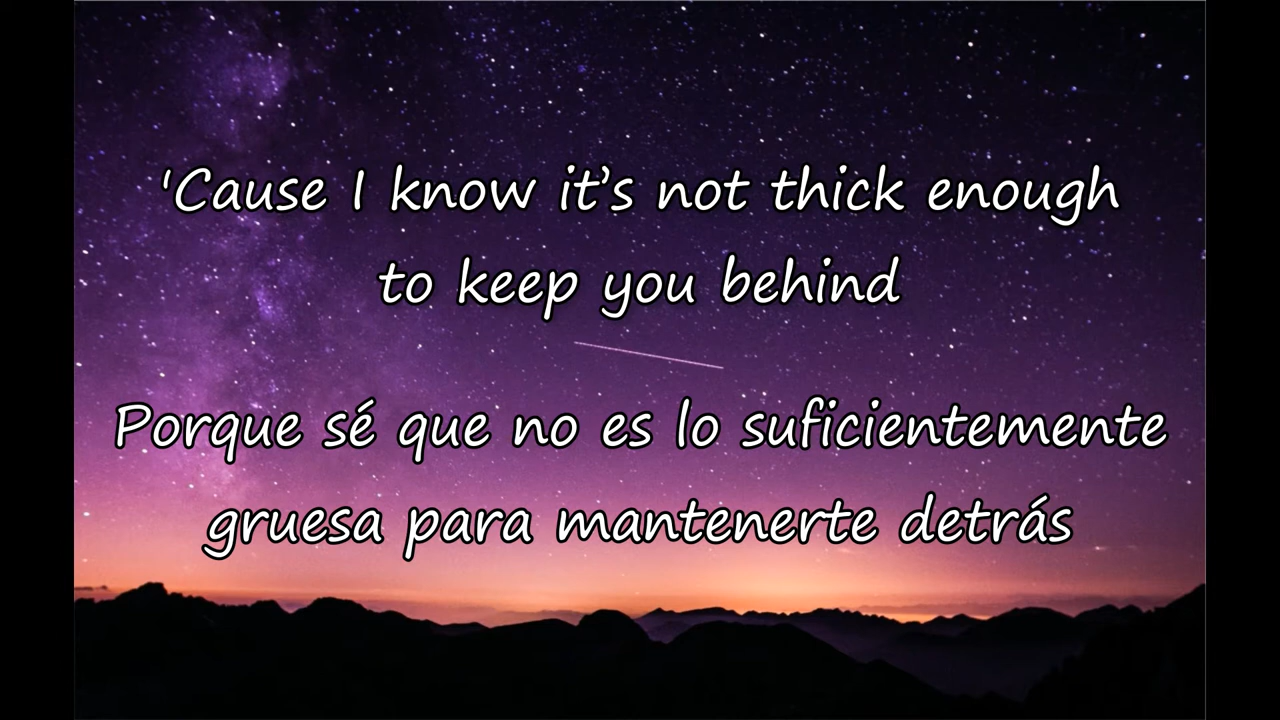 'Cause I know it’s not thick enough
to keep you behind
Porque sé que no es lo suficientemente
gruesa para mantenerte detrás